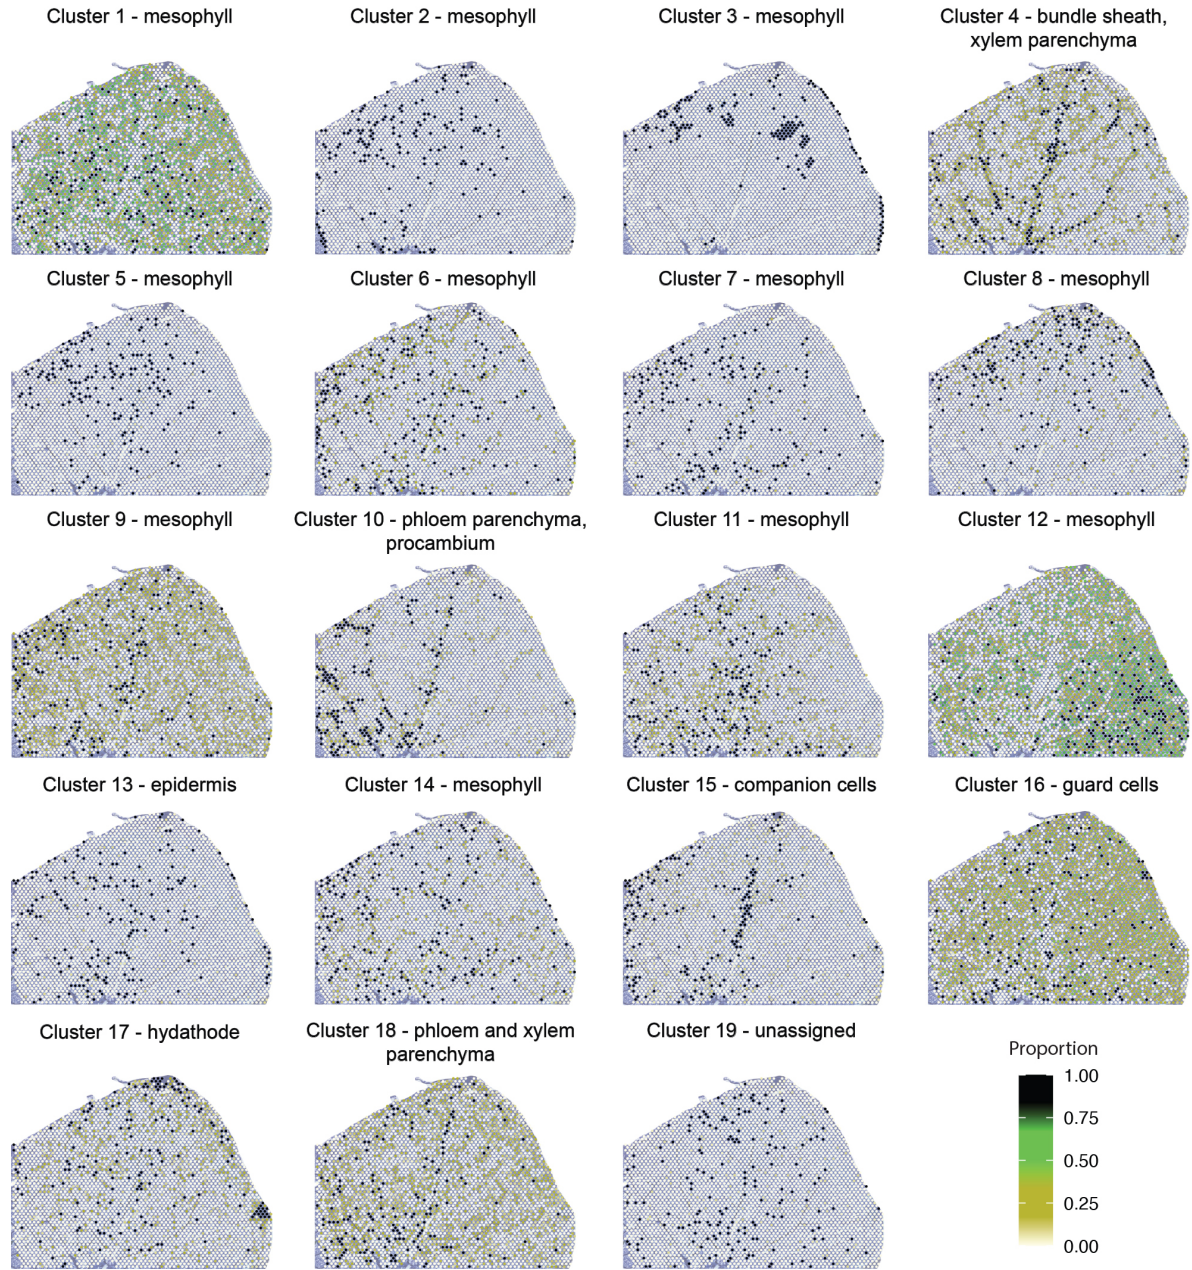 Cluster 1 - mesophyll
Cluster 2 - mesophyll
Cluster 3 - mesophyll
Cluster 4 - bundle sheath,
xylem parenchyma
Cluster 5 - mesophyll
Cluster 6 - mesophyll
Cluster 7 - mesophyll
Cluster 8 - mesophyll
Cluster 9 - mesophyll
Cluster 10 - phloem parenchyma,
procambium
Cluster 11 - mesophyll
Cluster 12 - mesophyll
Cluster 13 - epidermis
Cluster 14 - mesophyll
Cluster 15 - companion cells
Cluster 16 - guard cells
Cluster 17 - hydathode
Cluster 18 - phloem and xylem
parenchyma
Cluster 19 - unassigned
Proportion
1.00
0.75
0.50
0.25
0.00